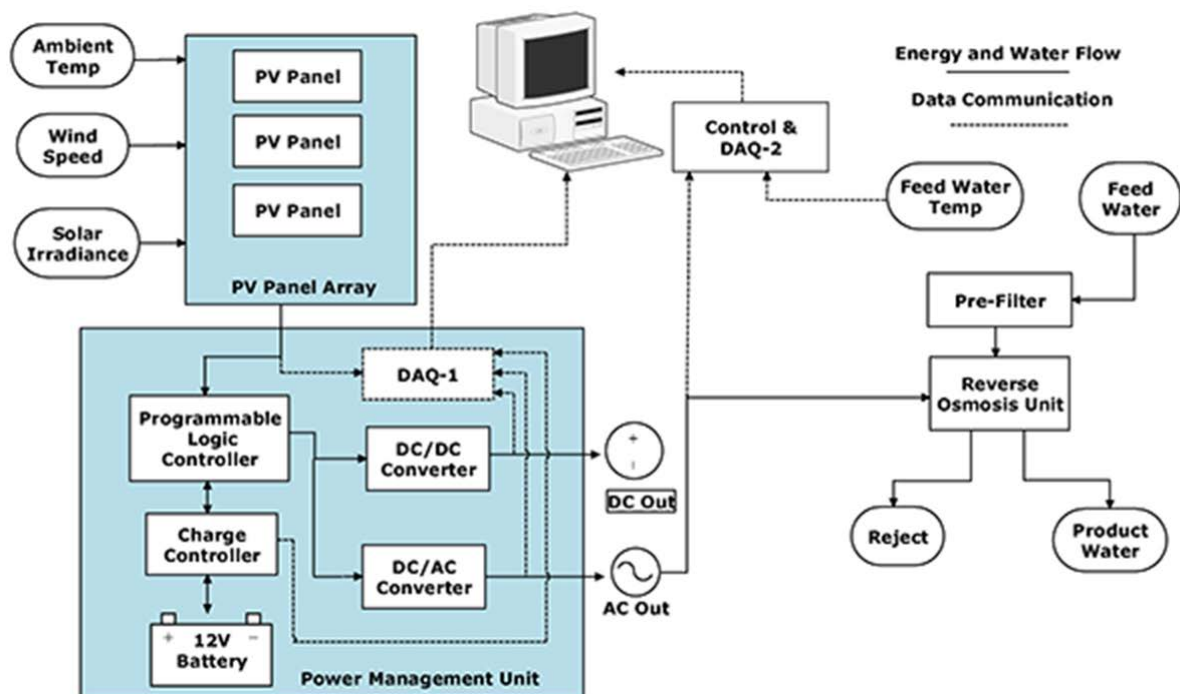 Ambient
Temp
Wind
Speed
Solar
Irradiance
PV Panel
PV Panel
PV Panel
PV Panel Array
Control &
DAQ-2
Energy and Water Flow
Data Communication
Feed Water
Temp
Feed
Water
Pre-Filter
Reverse
Osmosis Unit
Reject
Product
Water
DAQ-1
Programmable
Logic
Controller
DC/DC
Converter
+
-
DC Out
Charge
Controller
DC/AC
Converter
AC Out
+ 12V -
Battery
Power Management Unit